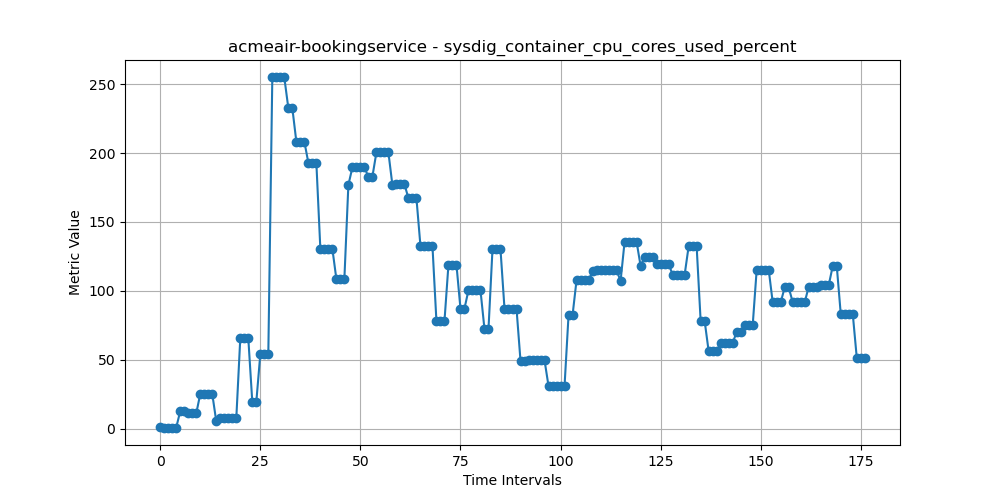 acmeair-bookingservice - sysdig_container_cpu_cores_used_percent
250
200
150
100
50
0
Metric Value
0 25 50 75 100 125 150 175
Time Intervals